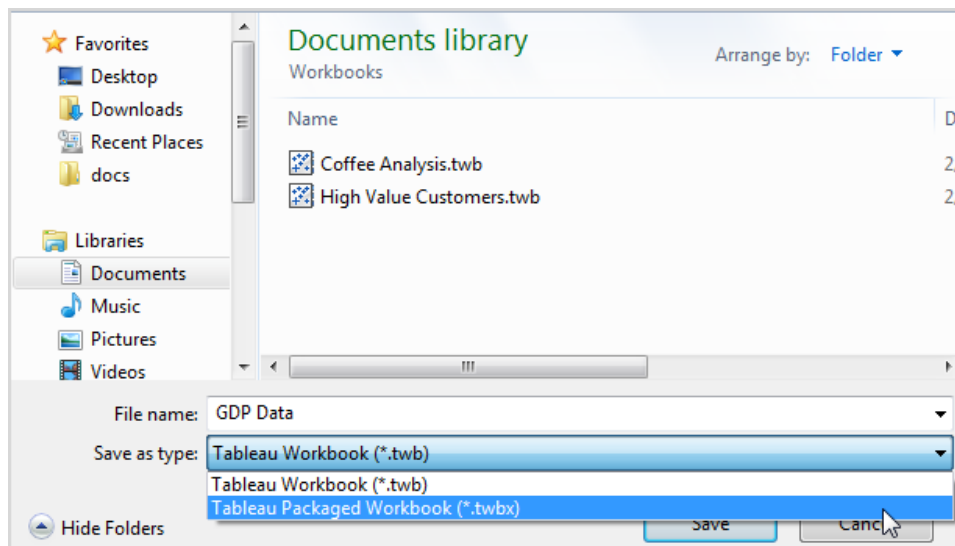 Favorites
Desktop
Downloads
Recent Places
docs
Libraries
Documents
Music
Pictures
Videos
Documents library
Workbooks
Arrange by: Folder
Name
D
Coffee Analysis.twb
2,
High Value Customers.twb
2,
File name: GDP Data
Save as type: Tableau Workbook (*.twb)
Tableau Workbook (*.twb)
Tableau Packaged Workbook (*.twbx)
Hide Folders
Save